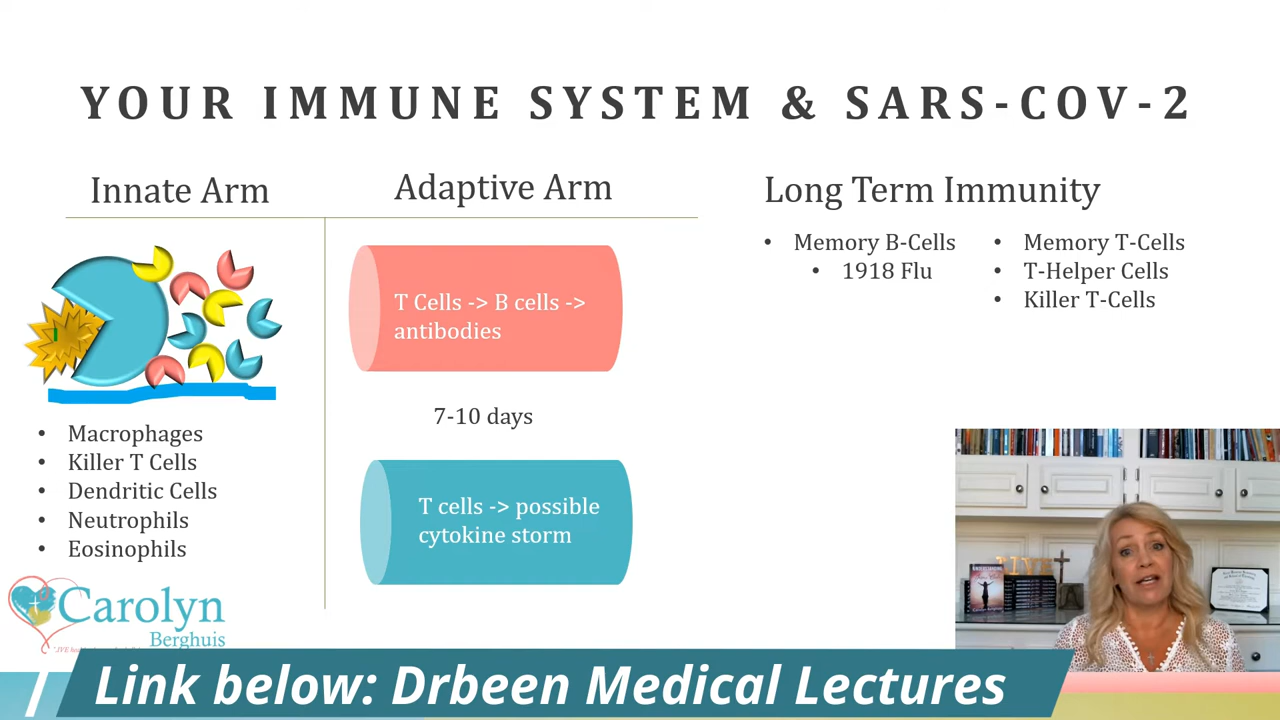 YOUR IMMUNE SYSTEM & SARS-COV-2
Innate Arm
• Macrophages
• Killer T Cells
• Dendritic Cells
• Neutrophils
• Eosinophils
Adaptive Arm
T Cells -> B cells ->
antibodies
7-10 days
T cells -> possible
cytokine storm
Long Term Immunity
• Memory B-Cells
• 1918 Flu
• Memory T-Cells
• T-Helper Cells
• Killer T-Cells
Carolyn
Berghuis
UNDERSTANDING
Link below: Drbeen Medical Lectures